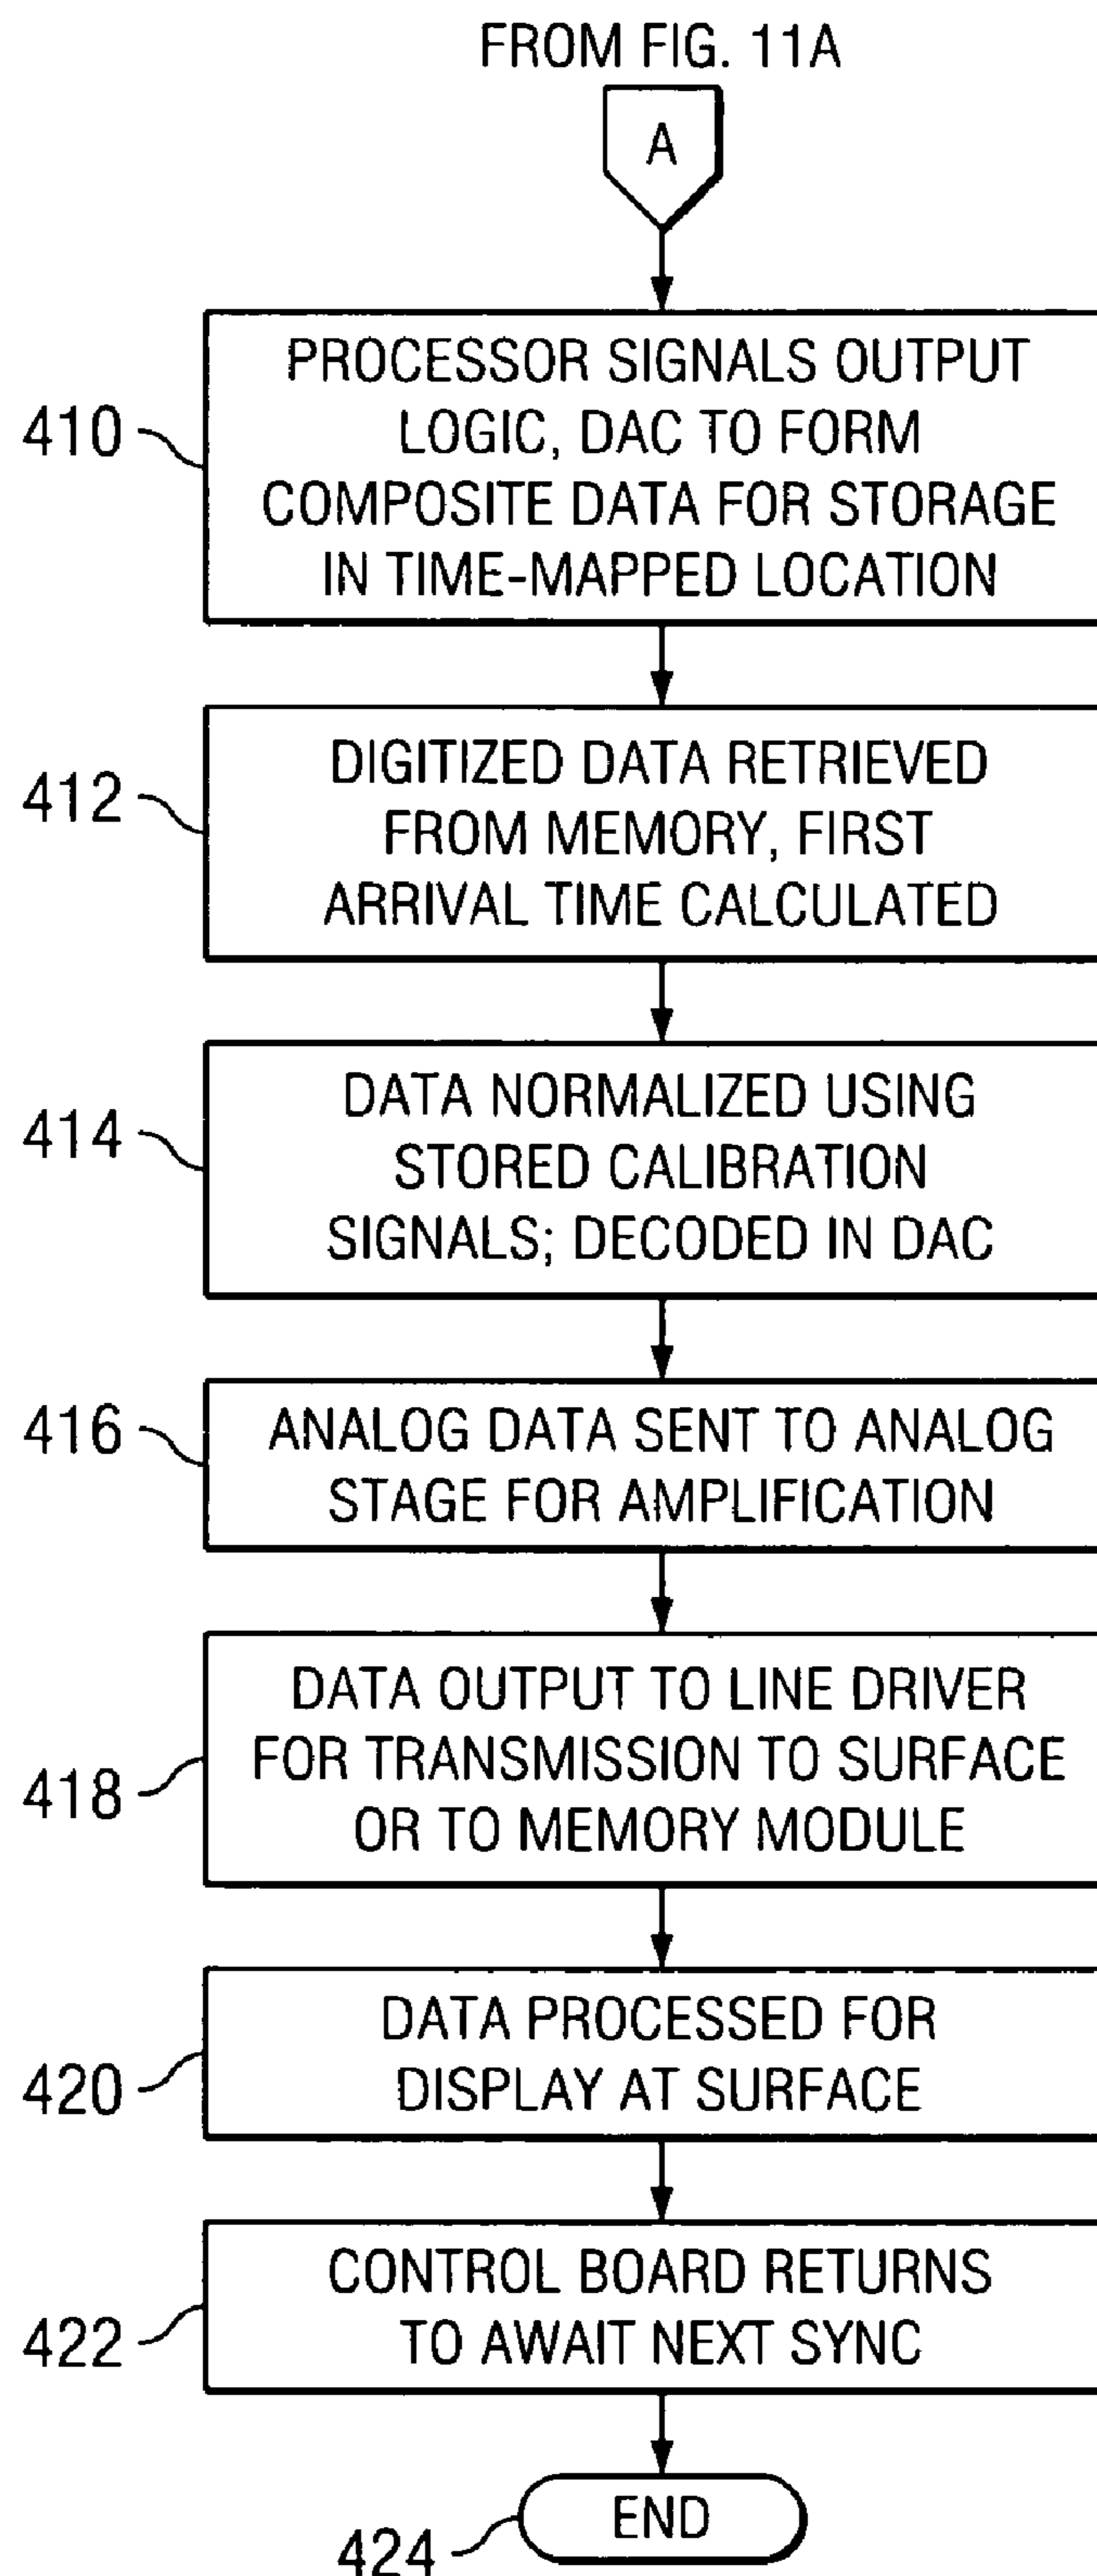 FROM FIG. 11A
A
410
PROCESSOR SIGNALS OUTPUT
LOGIC, DAC TO FORM
COMPOSITE DATA FOR STORAGE
IN TIME-MAPPED LOCATION
412
DIGITIZED DATA RETRIEVED
FROM MEMORY, FIRST
ARRIVAL TIME CALCULATED
414
DATA NORMALIZED USING
STORED CALIBRATION
SIGNALS; DECODED IN DAC
416
ANALOG DATA SENT TO ANALOG
STAGE FOR AMPLIFICATION
418
DATA OUTPUT TO LINE DRIVER
FOR TRANSMISSION TO SURFACE
OR TO MEMORY MODULE
420
DATA PROCESSED FOR
DISPLAY AT SURFACE
422
CONTROL BOARD RETURNS
TO AWAIT NEXT SYNC
424
END